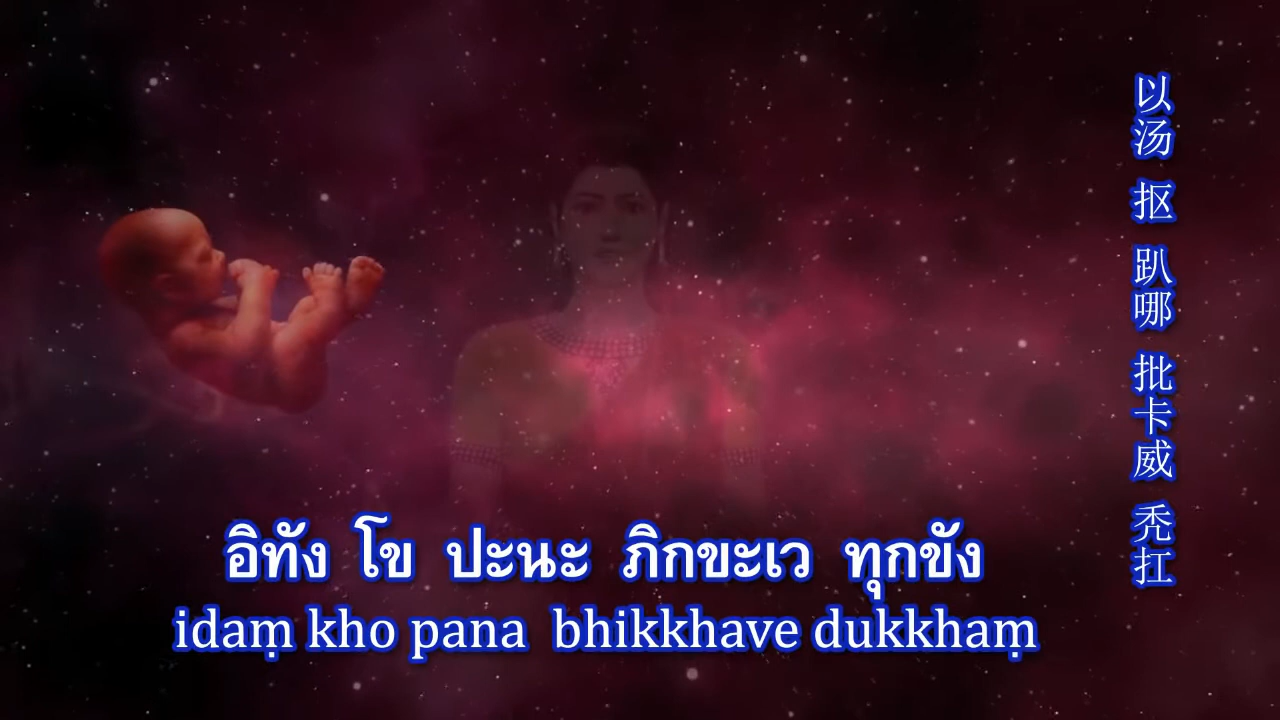 以汤 抠 趴哪 批卡威 秃扛
อิทัง โข ปะนะ ภิกขะเว ทุกขัง
idaṃ kho pana bhikkhave dukkhaṃ